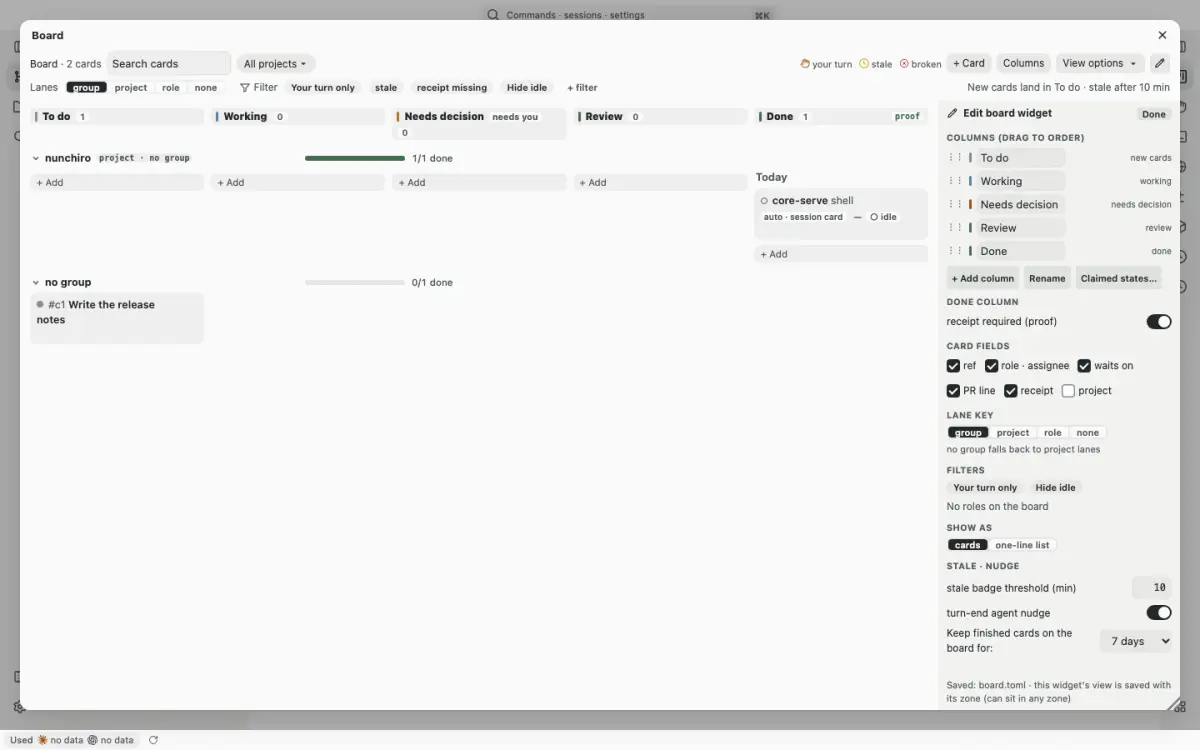 Commands · sessions · settings ⌘K
Board
Board · 2 cards Search cards All projects
your turn stale broken + Card Columns View options
Lanes group project role none Filter Your turn only stale receipt missing Hide idle + filter
New cards land in To do · stale after 10 min
To do 1 Working 0 Needs decision needs you 0 Review 0 Done 1 proof
nunchiro project · no group 1/1 done
+ Add + Add + Add + Add
Today
core-serve shell
auto · session card — idle
+ Add
no group 0/1 done
#c1 Write the release
notes
Edit board widget Done
COLUMNS (DRAG TO ORDER)
To do new cards
Working working
Needs decision needs decision
Review review
Done done
+ Add column Rename Claimed states...
DONE COLUMN
receipt required (proof)
CARD FIELDS
ref role · assignee waits on
PR line receipt project
LANE KEY
group project role none
no group falls back to project lanes
FILTERS
Your turn only Hide idle
No roles on the board
SHOW AS
cards one-line list
STALE · NUDGE
stale badge threshold (min) 10
turn-end agent nudge
Keep finished cards on the
board for: 7 days
Saved: board.toml · this widget's view is saved with
its zone (can sit in any zone)
Used no data no data